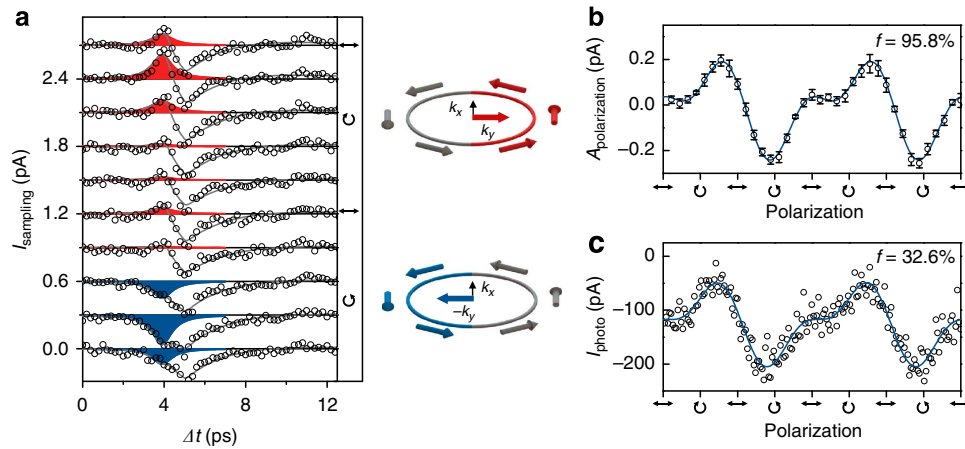 a
I_sampling (pA)
2.4
1.8
1.2
0.6
0.0
0
4
8
12
Δt (ps)
k_x
k_y
k_x
−k_y
b
f = 95.8%
A_polarization (pA)
0.2
0.0
−0.2
Polarization
c
f = 32.6%
I_photo (pA)
0
−100
−200
Polarization